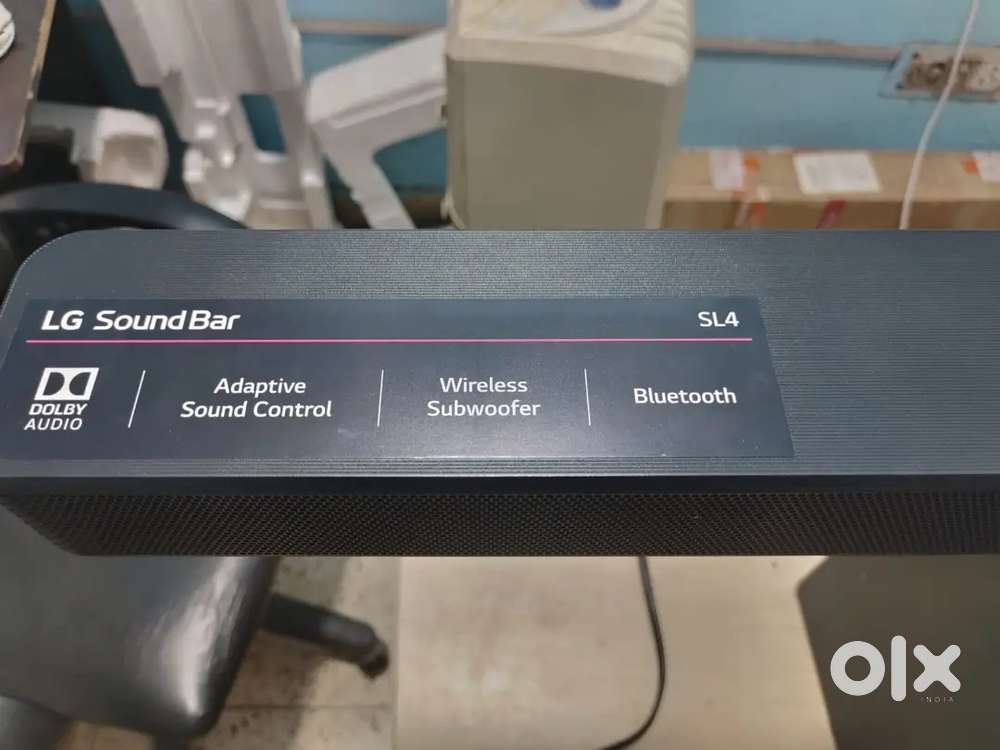 LG SoundBar
SL4
DOLBY
AUDIO
Adaptive
Sound Control
Wireless
Subwoofer
Bluetooth
olx
INDIA